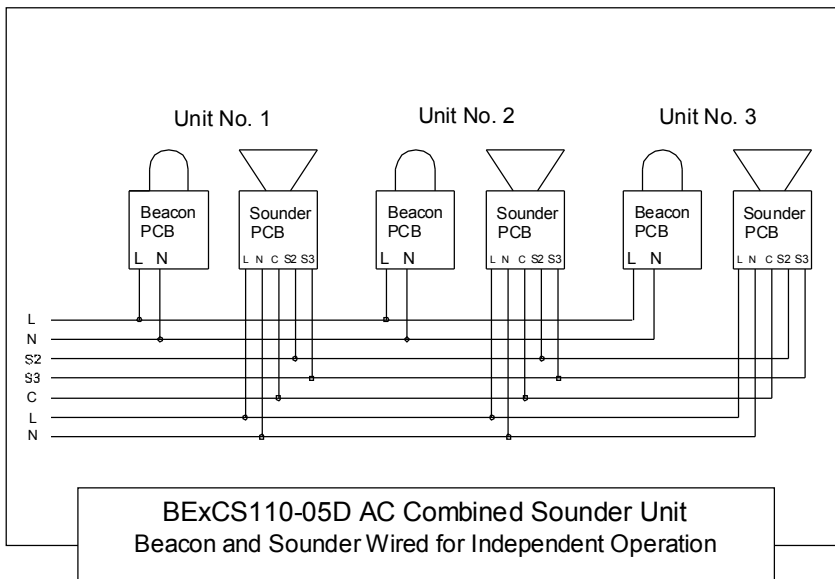 Unit No. 1
Unit No. 2
Unit No. 3
Beacon
PCB
L N
Sounder
PCB
L N C S2 S3
Beacon
PCB
L N
Sounder
PCB
L N C S2 S3
Beacon
PCB
L N
Sounder
PCB
L N C S2 S3
L
N
S2
S3
C
L
N
BExCS110-05D AC Combined Sounder Unit
Beacon and Sounder Wired for Independent Operation